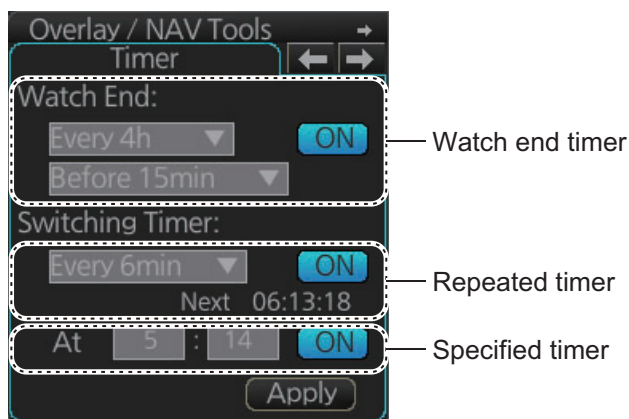 Overlay / NAV Tools
Timer
Watch End:
Every 4h ON
Before 15min
Watch end timer
Switching Timer:
Every 6min ON
Next 06:13:18
Repeated timer
At 5 : 14 ON
Specified timer
Apply